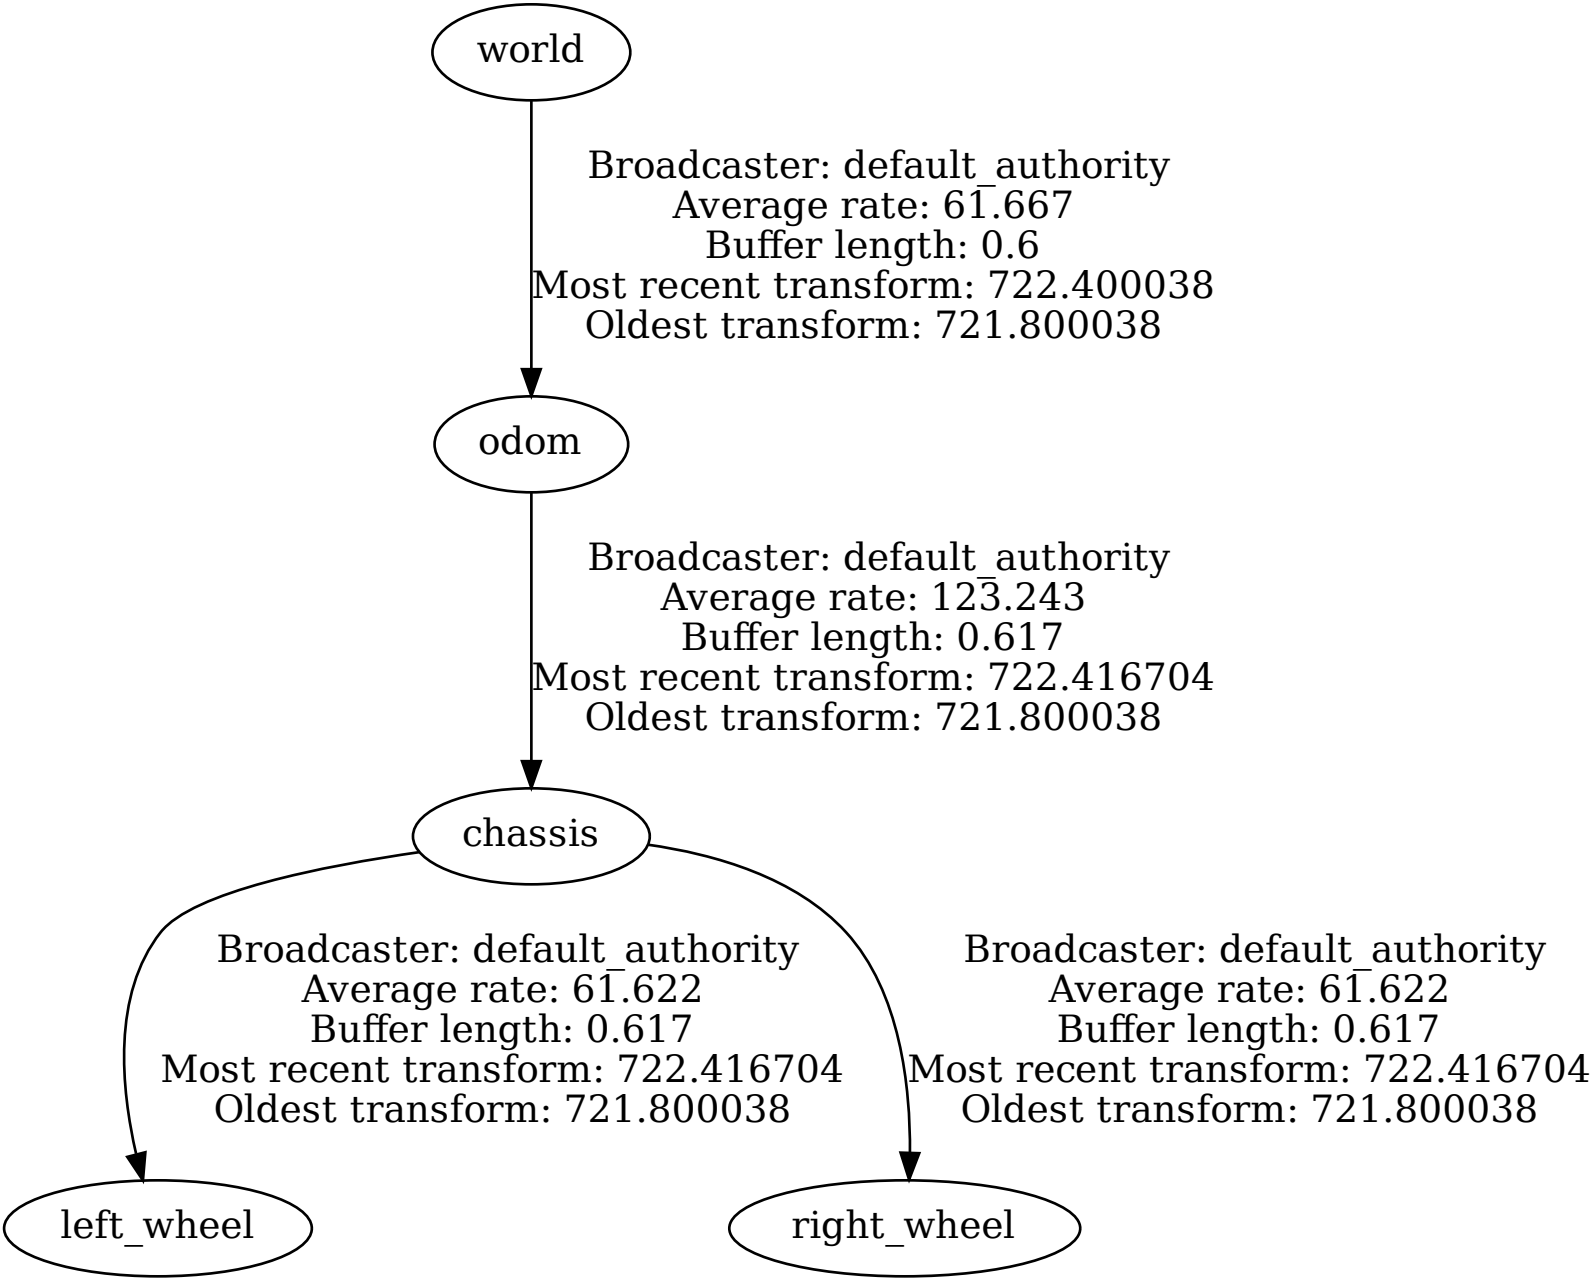 world
Broadcaster: default_authority
Average rate: 61.667
Buffer length: 0.6
Most recent transform: 722.400038
Oldest transform: 721.800038
odom
Broadcaster: default_authority
Average rate: 123.243
Buffer length: 0.617
Most recent transform: 722.416704
Oldest transform: 721.800038
chassis
Broadcaster: default_authority
Average rate: 61.622
Buffer length: 0.617
Most recent transform: 722.416704
Oldest transform: 721.800038
Broadcaster: default_authority
Average rate: 61.622
Buffer length: 0.617
Most recent transform: 722.416704
Oldest transform: 721.800038
left_wheel
right_wheel